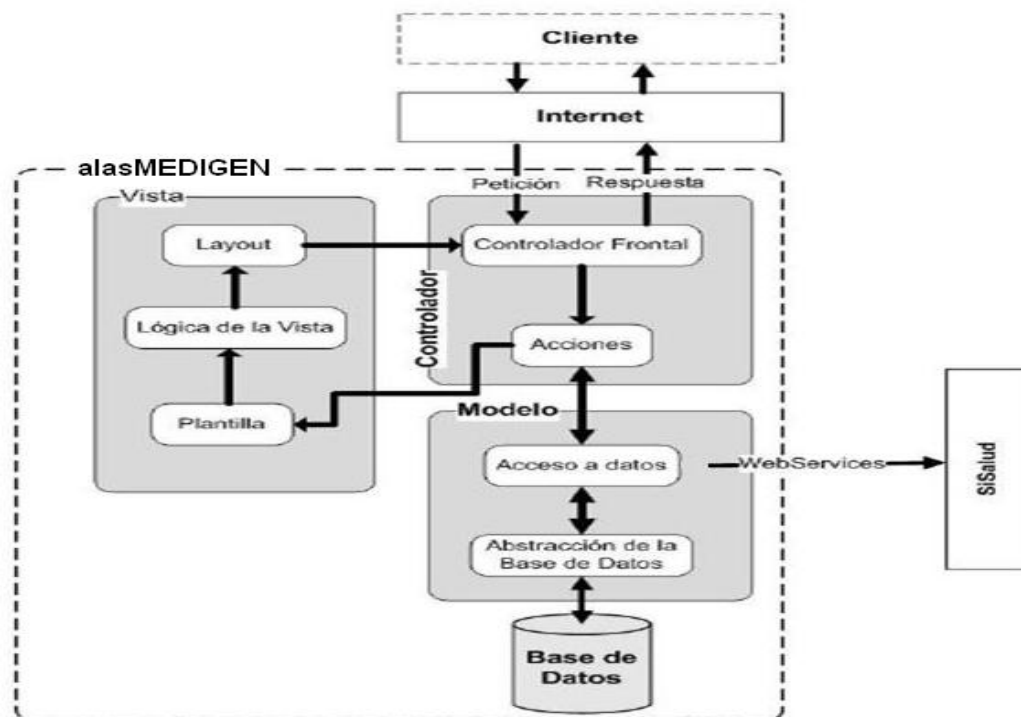 Cliente
Internet
alasMEDIGEN
Petición
Respuesta
Vista
Layout
Controlador Frontal
Controlador
Lógica de la Vista
Acciones
Plantilla
Modelo
Acceso a datos
WebServices
SiSalud
Abstracción de la
Base de Datos
Base de
Datos